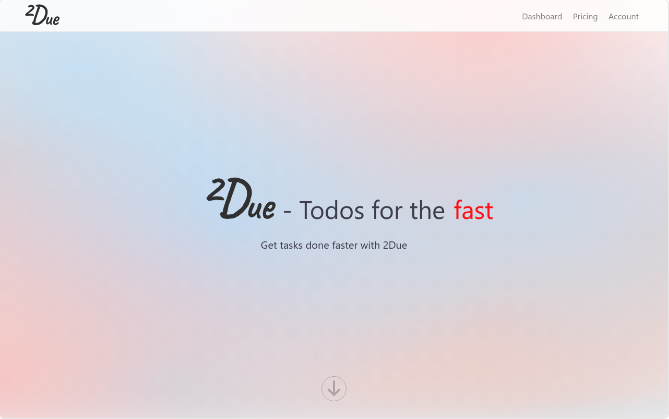 2Due
Dashboard Pricing Account
2Due - Todos for the fast
Get tasks done faster with 2Due